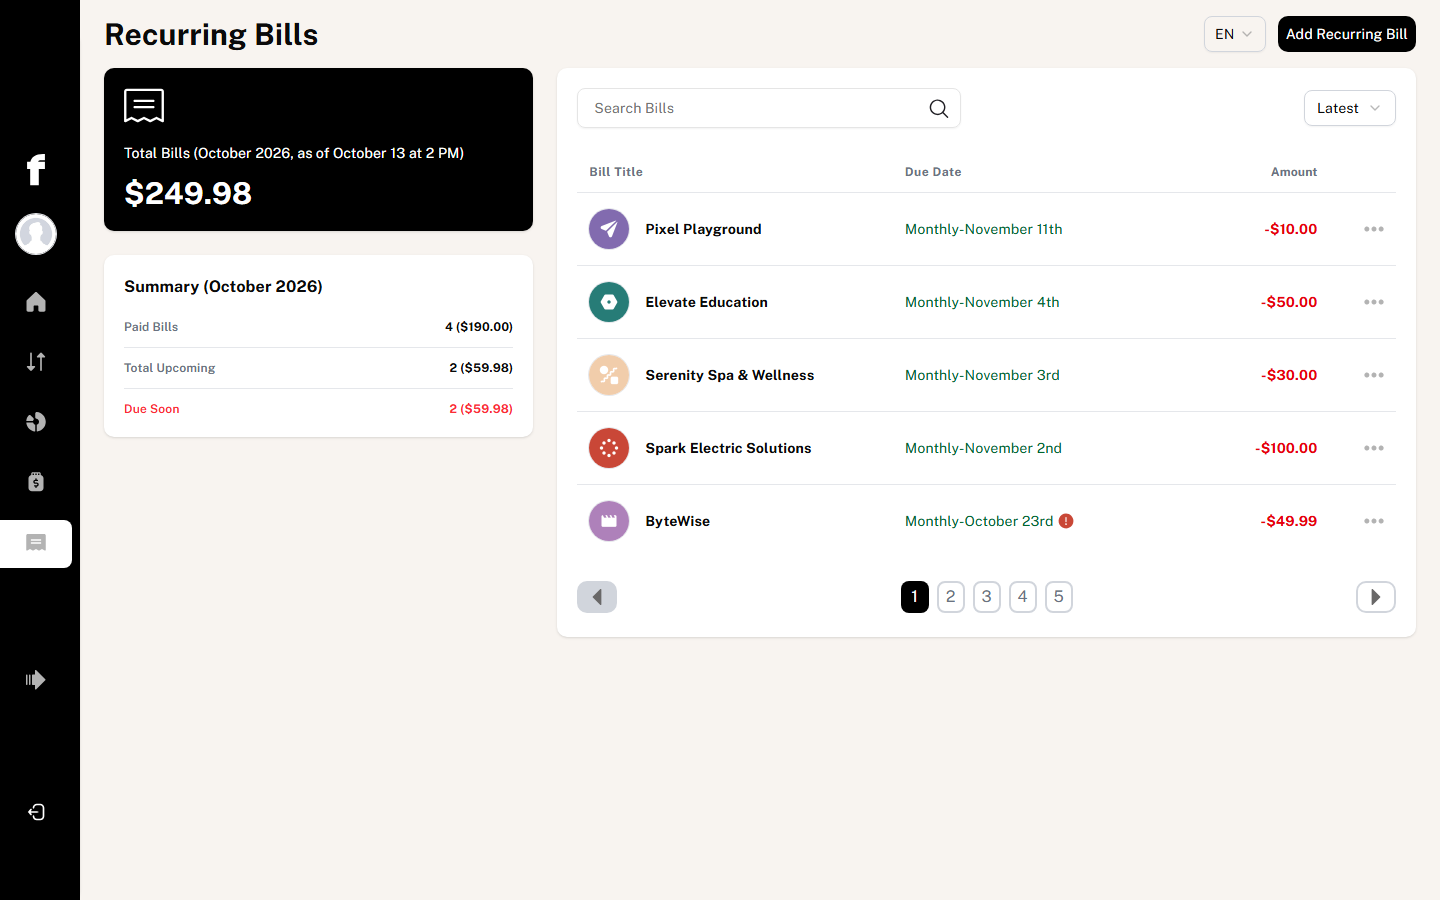 Recurring Bills
EN
Add Recurring Bill
f
Total Bills (October 2026, as of October 13 at 2 PM)
$249.98
Summary (October 2026)
Paid Bills 4 ($190.00)
Total Upcoming 2 ($59.98)
Due Soon 2 ($59.98)
Search Bills
Latest
Bill Title Due Date Amount
Pixel Playground Monthly-November 11th -$10.00
Elevate Education Monthly-November 4th -$50.00
Serenity Spa & Wellness Monthly-November 3rd -$30.00
Spark Electric Solutions Monthly-November 2nd -$100.00
ByteWise Monthly-October 23rd ! -$49.99
1 2 3 4 5